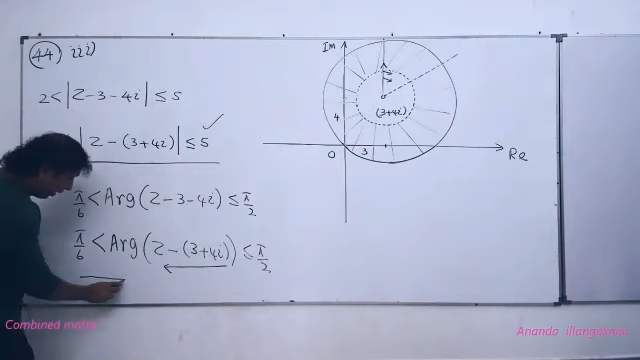 44) iii)
2 < |Z-3-4i| ≤ 5
|Z-(3+4i)| ≤ 5 ✓
π/6 < Arg(Z-3-4i) ≤ π/2
π/6 < Arg(Z-(3+4i)) ≤ π/2
Im
(3+4i)
4
0 3 Re
Combined maths
Ananda illangakoon